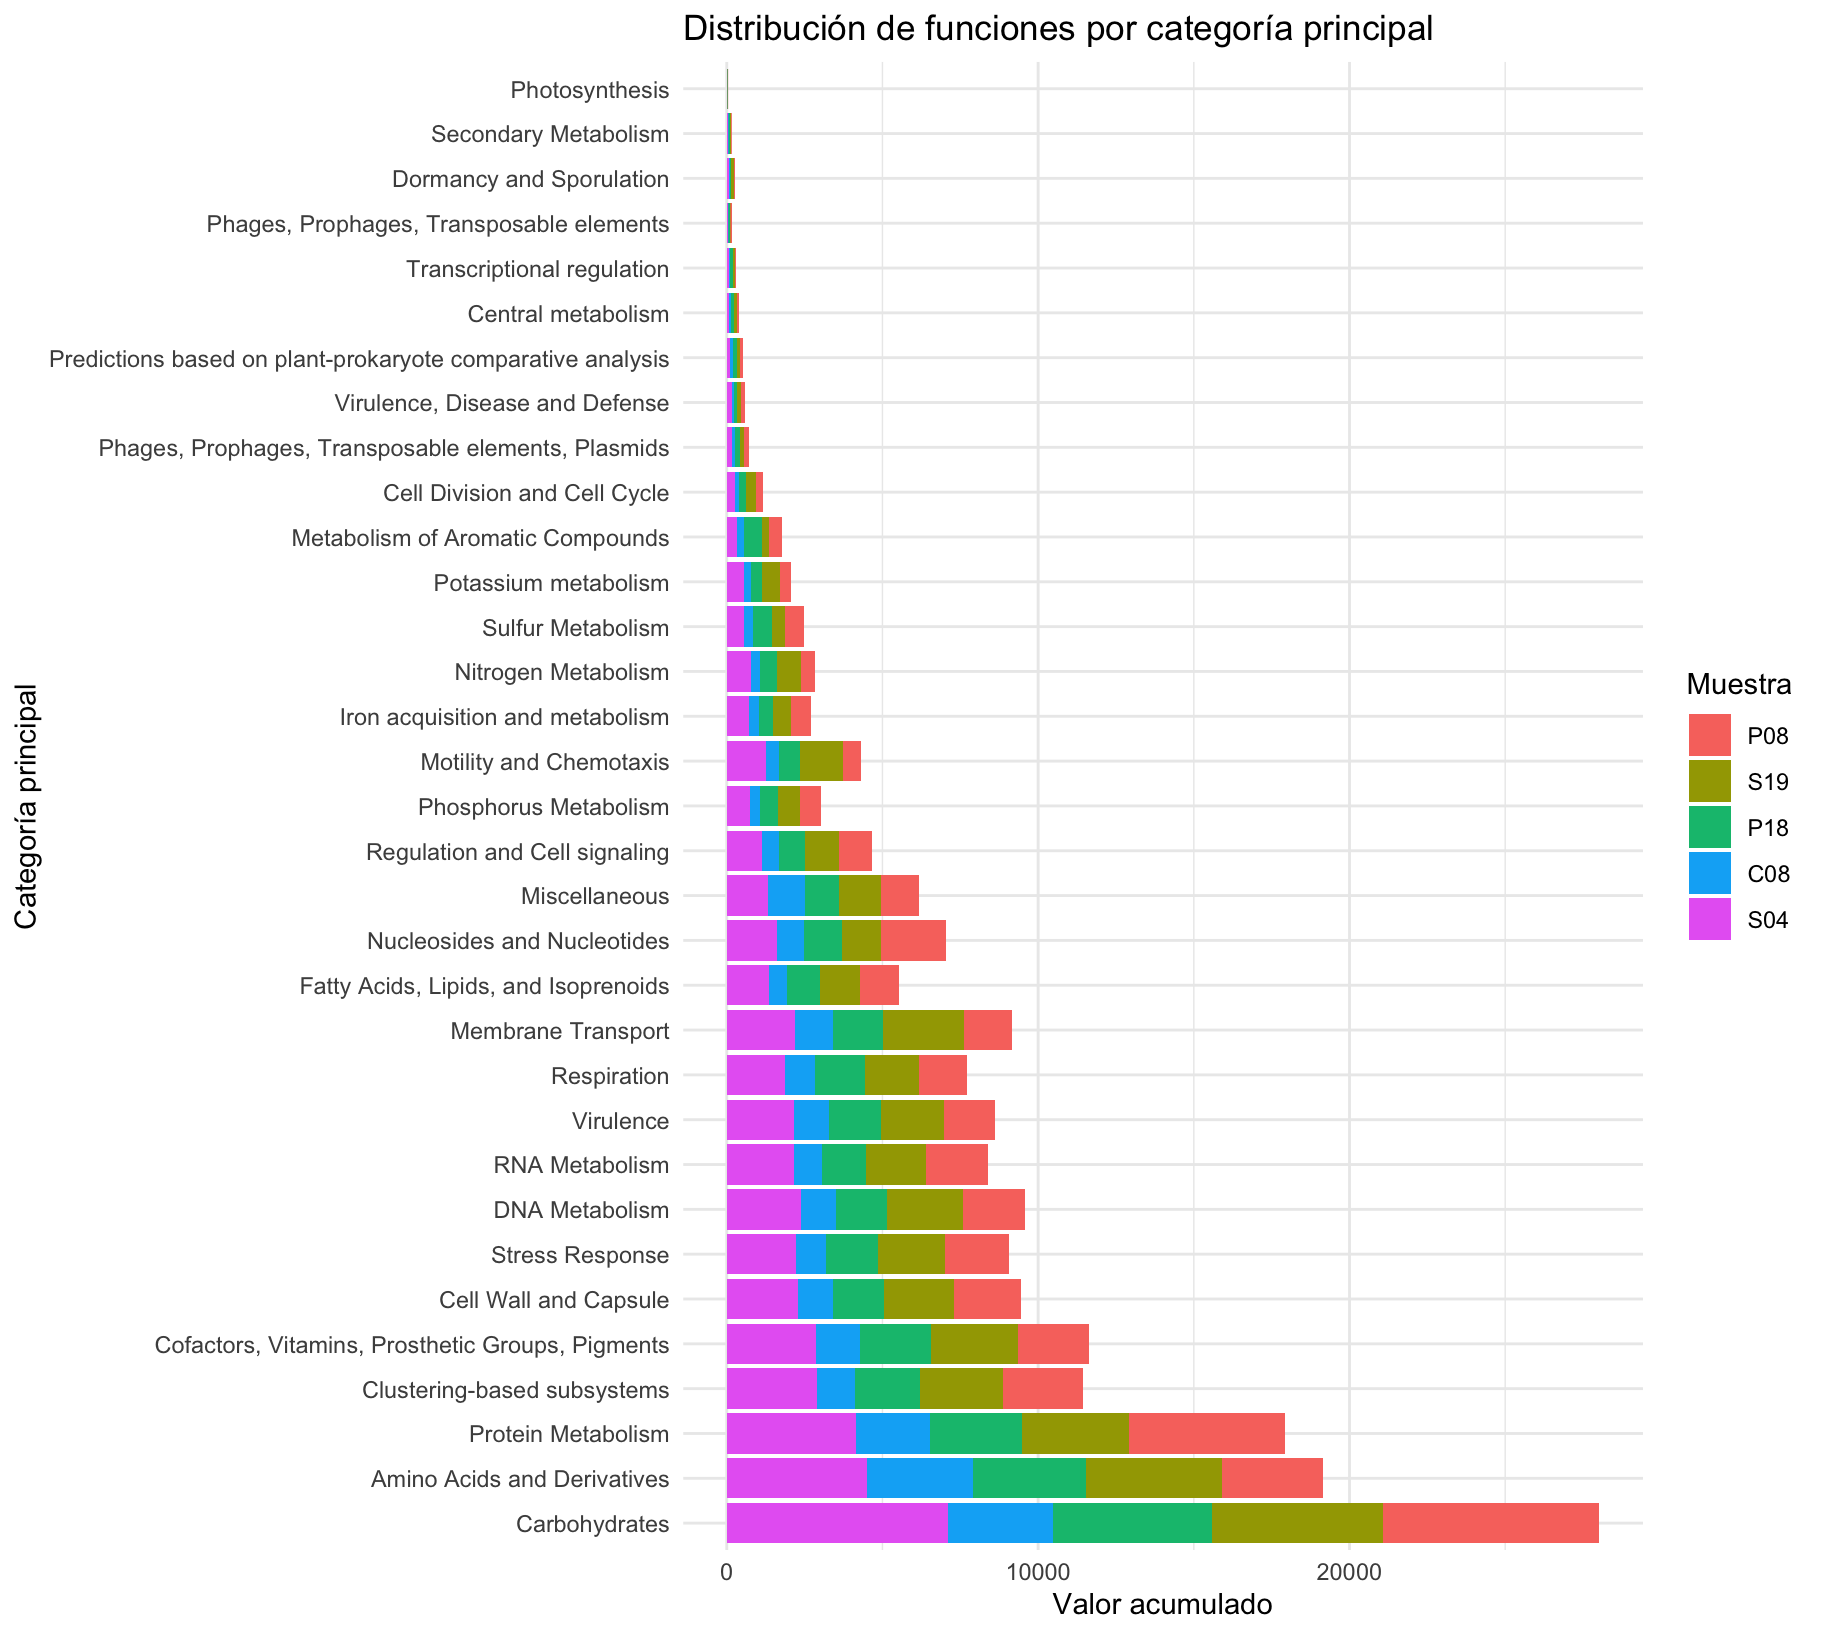 Distribución de funciones por categoría principal
Categoría principal
Photosynthesis
Secondary Metabolism
Dormancy and Sporulation
Phages, Prophages, Transposable elements
Transcriptional regulation
Central metabolism
Predictions based on plant-prokaryote comparative analysis
Virulence, Disease and Defense
Phages, Prophages, Transposable elements, Plasmids
Cell Division and Cell Cycle
Metabolism of Aromatic Compounds
Potassium metabolism
Sulfur Metabolism
Nitrogen Metabolism
Iron acquisition and metabolism
Motility and Chemotaxis
Phosphorus Metabolism
Regulation and Cell signaling
Miscellaneous
Nucleosides and Nucleotides
Fatty Acids, Lipids, and Isoprenoids
Membrane Transport
Respiration
Virulence
RNA Metabolism
DNA Metabolism
Stress Response
Cell Wall and Capsule
Cofactors, Vitamins, Prosthetic Groups, Pigments
Clustering-based subsystems
Protein Metabolism
Amino Acids and Derivatives
Carbohydrates
0 10000 20000
Valor acumulado
Muestra
P08
S19
P18
C08
S04